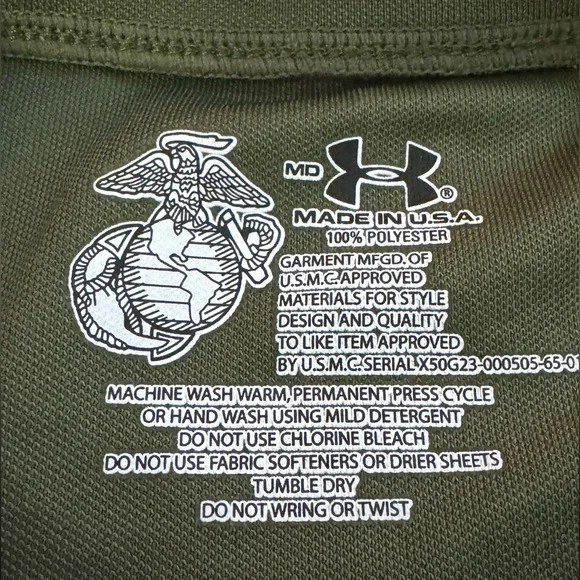 MD
®
MADE IN U.S.A.
100% POLYESTER
GARMENT MFGD. OF
U.S.M.C. APPROVED
MATERIALS FOR STYLE
DESIGN AND QUALITY
TO LIKE ITEM APPROVED
BY U.S.M.C. SERIAL X50G23-000505-65-01
MACHINE WASH WARM, PERMANENT PRESS CYCLE
OR HAND WASH USING MILD DETERGENT
DO NOT USE CHLORINE BLEACH
DO NOT USE FABRIC SOFTENERS OR DRIER SHEETS
TUMBLE DRY
DO NOT WRING OR TWIST